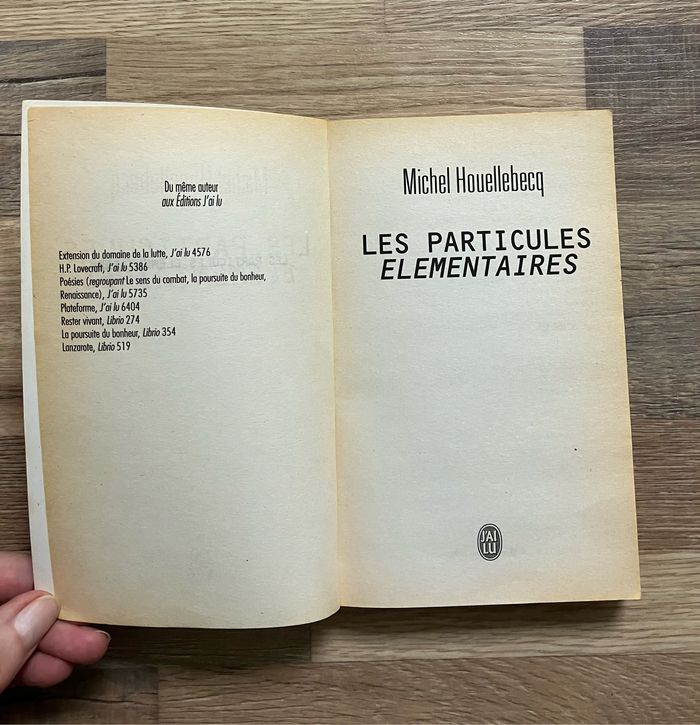 Du même auteur
aux Éditions J'ai lu
Extension du domaine de la lutte, J'ai lu 4576
H.P. Lovecraft, J'ai lu 5386
Poésies (regroupant Le sens du combat, la poursuite du bonheur,
Renaissance), J'ai lu 5735
Plateforme, J'ai lu 6404
Rester vivant, Librio 274
La poursuite du bonheur, Librio 354
Lanzarote, Librio 519
Michel Houellebecq
LES PARTICULES
ELEMENTAIRES
J'AI
LU